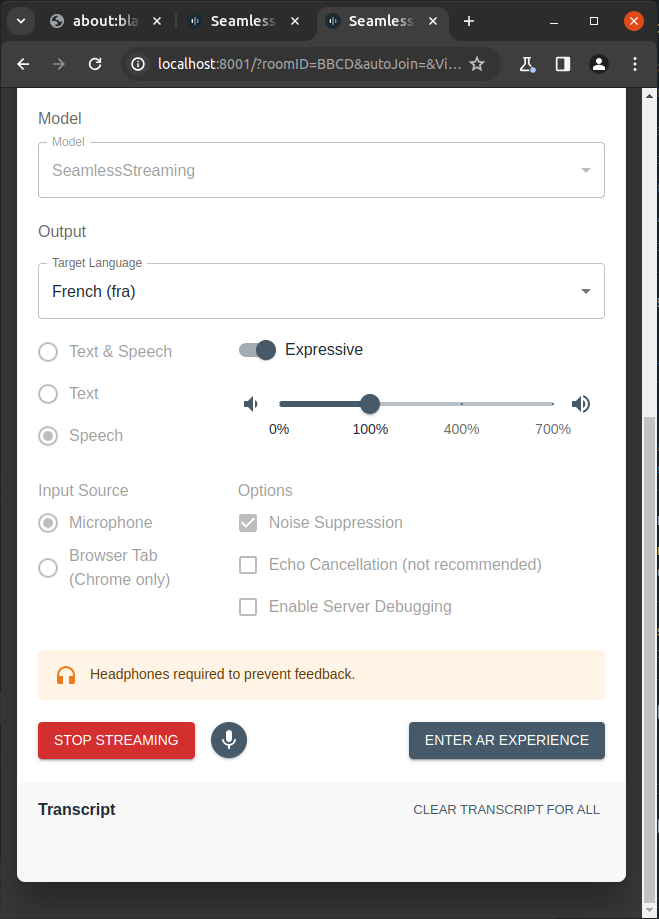 about:bla
Seamless
Seamless
localhost:8001/?roomID=BBCD&autoJoin=&Vi...
Model
Model
SeamlessStreaming
Output
Target Language
French (fra)
Text & Speech
Expressive
Text
Speech
0% 100% 400% 700%
Input Source
Options
Microphone
Noise Suppression
Browser Tab
(Chrome only)
Echo Cancellation (not recommended)
Enable Server Debugging
Headphones required to prevent feedback.
STOP STREAMING
ENTER AR EXPERIENCE
Transcript
CLEAR TRANSCRIPT FOR ALL